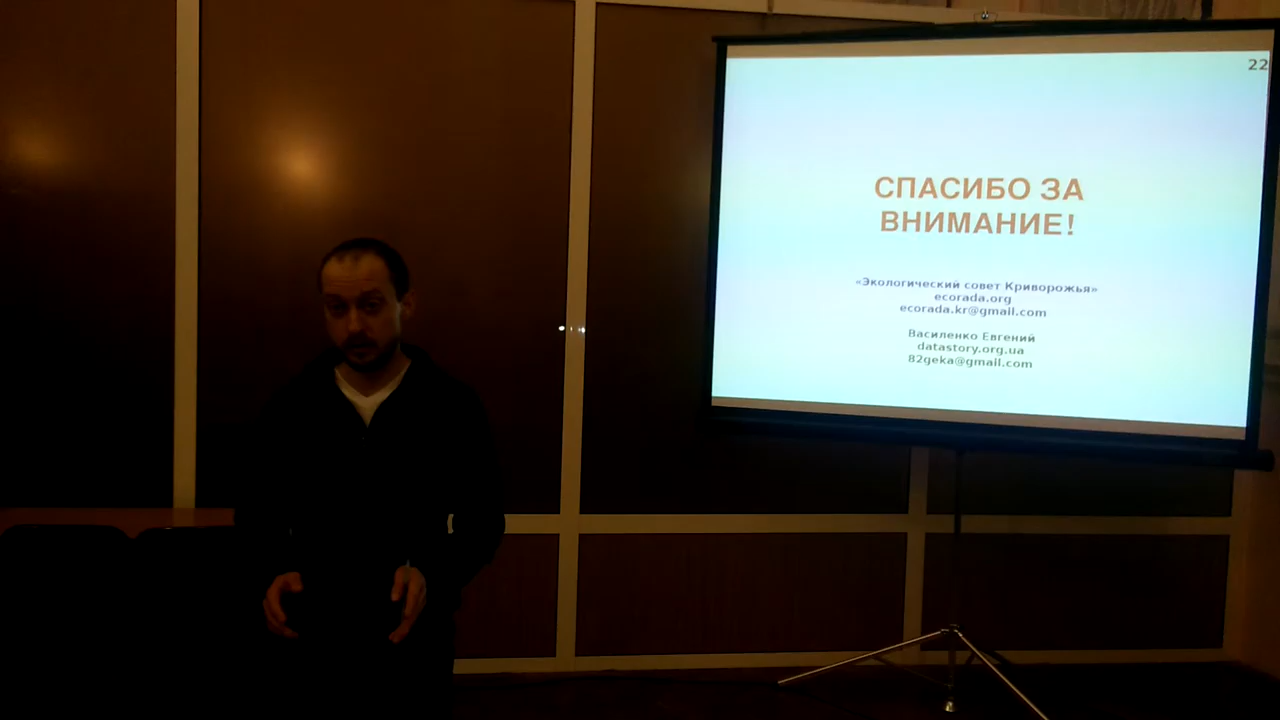 22
СПАСИБО ЗА
ВНИМАНИЕ!
«Экологический совет Криворожья»
ecorada.org
ecorada.kr@gmail.com
Василенко Евгений
datastory.org.ua
82geka@gmail.com